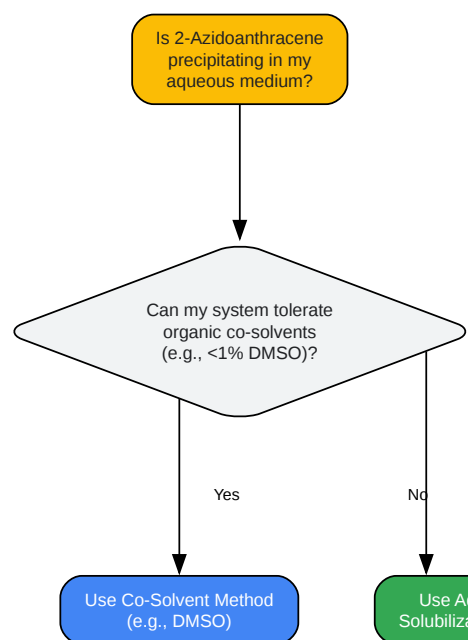 Is 2-Azidoanthracene
precipitating in my
aqueous medium?
Can my system tolerate
organic co-solvents
(e.g., <1% DMSO)?
Yes
No
Use Co-Solvent Method
(e.g., DMSO)
Use